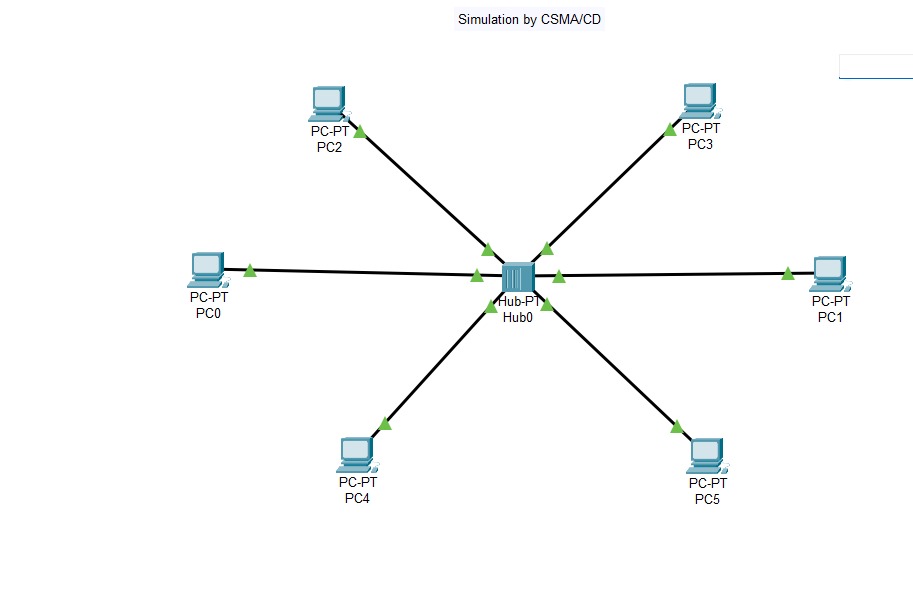 Simulation by CSMA/CD
PC-PT
PC2
PC-PT
PC3
PC-PT
PC0
Hub-PT
Hub0
PC-PT
PC1
PC-PT
PC4
PC-PT
PC5